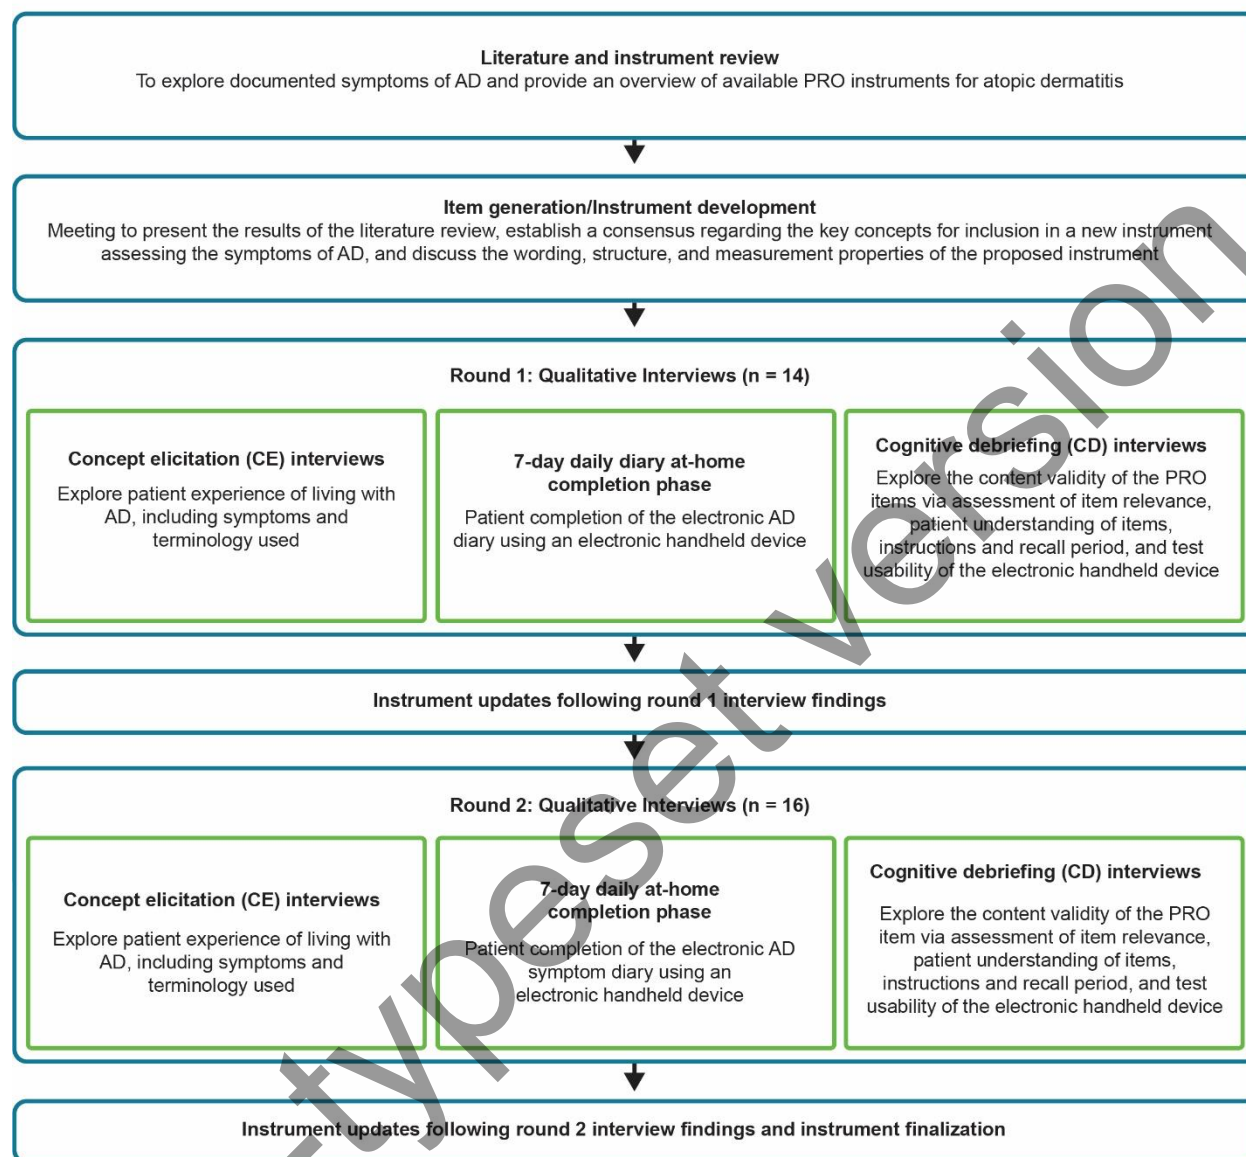 Literature and instrument review
To explore documented symptoms of AD and provide an overview of available PRO instruments for atopic dermatitis
Item generation/Instrument development
Meeting to present the results of the literature review, establish a consensus regarding the key concepts for inclusion in a new instrument
assessing the symptoms of AD, and discuss the wording, structure, and measurement properties of the proposed instrument
Round 1: Qualitative Interviews (n = 14)
Concept elicitation (CE) interviews
Explore patient experience of living with
AD, including symptoms and
terminology used
7-day daily diary at-home
completion phase
Patient completion of the electronic AD
diary using an electronic handheld device
Cognitive debriefing (CD) interviews
Explore the content validity of the PRO
items via assessment of item relevance,
patient understanding of items,
instructions and recall period, and test
usability of the electronic handheld device
Instrument updates following round 1 interview findings
Round 2: Qualitative Interviews (n = 16)
Concept elicitation (CE) interviews
Explore patient experience of living with
AD, including symptoms and
terminology used
7-day daily at-home
completion phase
Patient completion of the electronic AD
symptom diary using an
electronic handheld device
Cognitive debriefing (CD) interviews
Explore the content validity of the PRO
item via assessment of item relevance,
patient understanding of items,
instructions and recall period, and test
usability of the electronic handheld device
Instrument updates following round 2 interview findings and instrument finalization
-typeset version